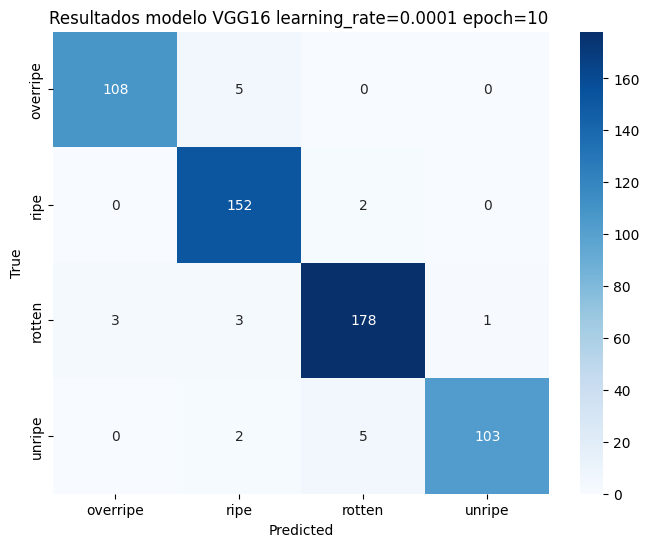 Resultados modelo VGG16 learning_rate=0.0001 epoch=10
True
overripe
108 5 0 0
ripe
0 152 2 0
rotten
3 3 178 1
unripe
0 2 5 103
overripe ripe rotten unripe
Predicted
160
140
120
100
80
60
40
20
0